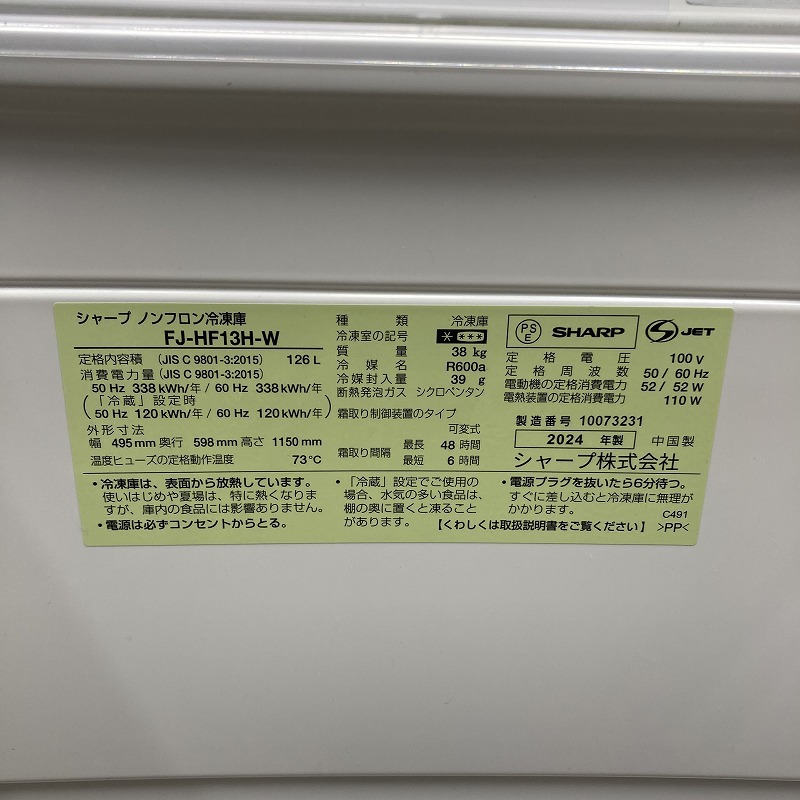 シャープ ノンフロン冷凍庫
FJ-HF13H-W
定格内容積 (JIS C 9801-3:2015) 126 L
消費電力量 (JIS C 9801-3:2015)
50 Hz 338 kWh/年 / 60 Hz 338 kWh/年
(「冷蔵」設定時
50 Hz 120 kWh/年 / 60 Hz 120 kWh/年)
外形寸法
幅 495 mm 奥行 598 mm 高さ 1150 mm
温度ヒューズの定格動作温度 73℃
種類 冷凍庫
冷凍室の記号 * ***
質量 38 kg
冷媒名 R600a
冷媒封入量 39 g
断熱発泡ガス シクロペンタン
霜取り制御装置のタイプ
可変式
霜取り間隔 最長 48 時間
最短 6 時間
PS E SHARP S JET
定格電圧 100 V
定格周波数 50 / 60 Hz
電動機の定格消費電力 52 / 52 W
電熱装置の定格消費電力 110 W
製造番号 10073231
2024 年製 中国製
シャープ株式会社
・冷凍庫は、表面から放熱しています。
使いはじめや夏場は、特に熱くなりま
すが、庫内の食品には影響ありません。
・電源は必ずコンセントからとる。
・「冷蔵」設定でご使用の
場合、水気の多い食品は、
棚の奥に置くと凍ること
があります。
・電源プラグを抜いたら6分待つ。
すぐに差し込むと冷凍庫に無理が
かかります。
C491
【くわしくは取扱説明書をご覧ください】 >PP<